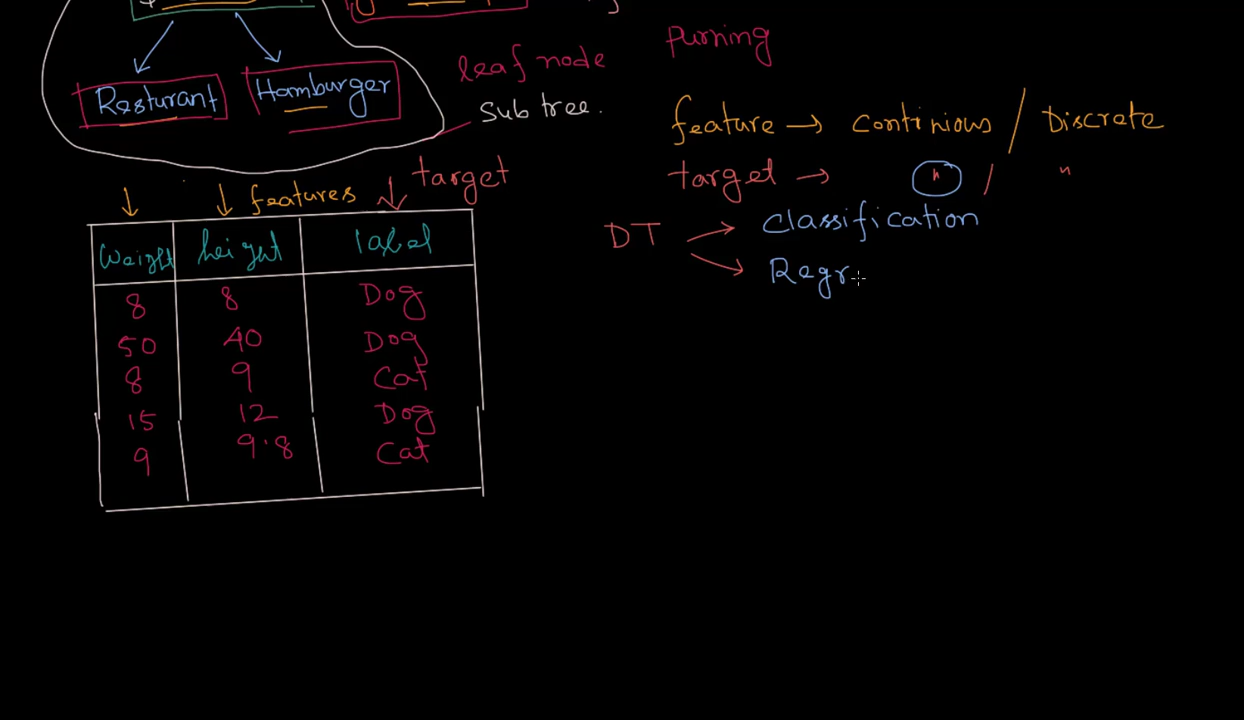 Resturant
Hamburger
leaf node
Sub tree.
Purning
feature → Continious / Discrete
target → " / "
DT → Classification
→ Regr
↓ ↓ features
↓ target
Weight height label
8 8 Dog
50 40 Dog
8 9 Cat
15 12 Dog
9 9.8 Cat